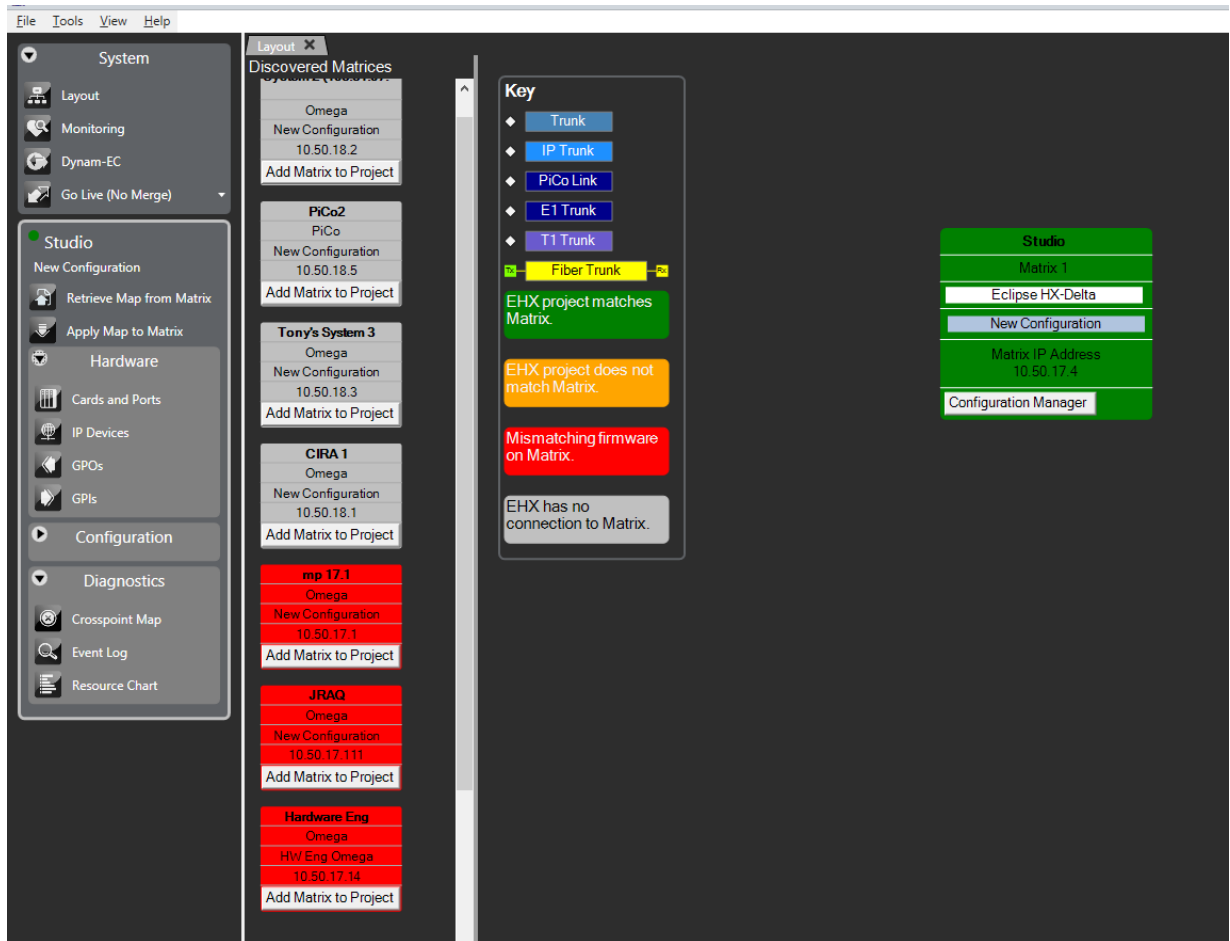 File Tools View Help
System
Layout
Monitoring
Dynam-EC
Go Live (No Merge)
Studio
New Configuration
Retrieve Map from Matrix
Apply Map to Matrix
Hardware
Cards and Ports
IP Devices
GPOs
GPIs
Configuration
Diagnostics
Crosspoint Map
Event Log
Resource Chart
Layout
Discovered Matrices
Omega
New Configuration
10.50.18.2
Add Matrix to Project
PiCo2
PiCo
New Configuration
10.50.18.5
Add Matrix to Project
Tony's System 3
Omega
New Configuration
10.50.18.3
Add Matrix to Project
CIRA 1
Omega
New Configuration
10.50.18.1
Add Matrix to Project
mp 17.1
Omega
New Configuration
10.50.17.1
Add Matrix to Project
JRAQ
Omega
New Configuration
10.50.17.111
Add Matrix to Project
Hardware Eng
Omega
HW Eng Omega
10.50.17.14
Add Matrix to Project
Key
Trunk
IP Trunk
PiCo Link
E1 Trunk
T1 Trunk
Tx Fiber Trunk Rx
EHX project matches
Matrix.
EHX project does not
match Matrix.
Mismatching firmware
on Matrix.
EHX has no
connection to Matrix.
Studio
Matrix 1
Eclipse HX-Delta
New Configuration
Matrix IP Address
10.50.17.4
Configuration Manager